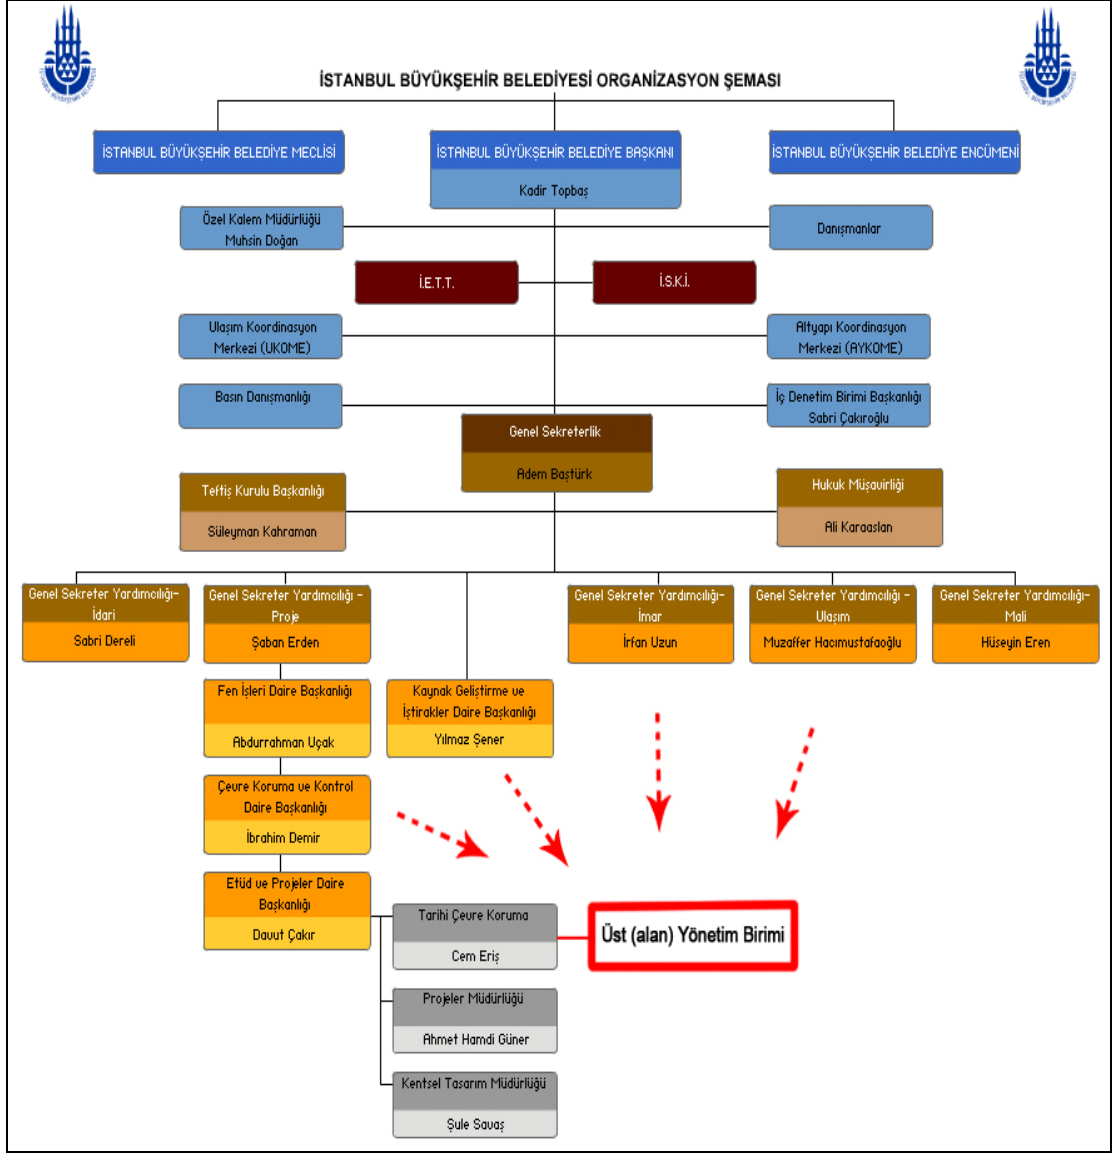 İSTANBUL BÜYÜKŞEHİR BELEDİYESİ ORGANİZASYON ŞEMASI
İSTANBUL BÜYÜKŞEHİR BELEDİYE MECLİSİ
İSTANBUL BÜYÜKŞEHİR BELEDİYE BAŞKANI
Kadir Topbaş
İSTANBUL BÜYÜKŞEHİR BELEDİYE ENCÜMENİ
Özel Kalem Müdürlüğü
Muhsin Doğan
Danışmanlar
İ.E.T.T.
İ.S.K.İ.
Ulaşım Koordinasyon
Merkezi (UKOME)
Altyapı Koordinasyon
Merkezi (AYKOME)
Basın Danışmanlığı
İç Denetim Birimi Başkanlığı
Sabri Çakıroğlu
Genel Sekreterlik
Adem Baştürk
Teftiş Kurulu Başkanlığı
Süleyman Kahraman
Hukuk Müşavirliği
Ali Karaaslan
Genel Sekreter Yardımcılığı-
İdari
Sabri Dereli
Genel Sekreter Yardımcılığı -
Proje
Şaban Erden
Genel Sekreter Yardımcılığı-
İmar
İrfan Uzun
Genel Sekreter Yardımcılığı -
Ulaşım
Muzaffer Hacımustafaoğlu
Genel Sekreter Yardımcılığı-
Mali
Hüseyin Eren
Fen İşleri Daire Başkanlığı
Abdurrahman Uçak
Kaynak Geliştirme ve
İştirakler Daire Başkanlığı
Yılmaz Şener
Çevre Koruma ve Kontrol
Daire Başkanlığı
İbrahim Demir
Etüd ve Projeler Daire
Başkanlığı
Davut Çakır
Tarihi Çevre Koruma
Cem Eriş
Üst (alan) Yönetim Birimi
Projeler Müdürlüğü
Ahmet Hamdi Güner
Kentsel Tasarım Müdürlüğü
Şule Savaş